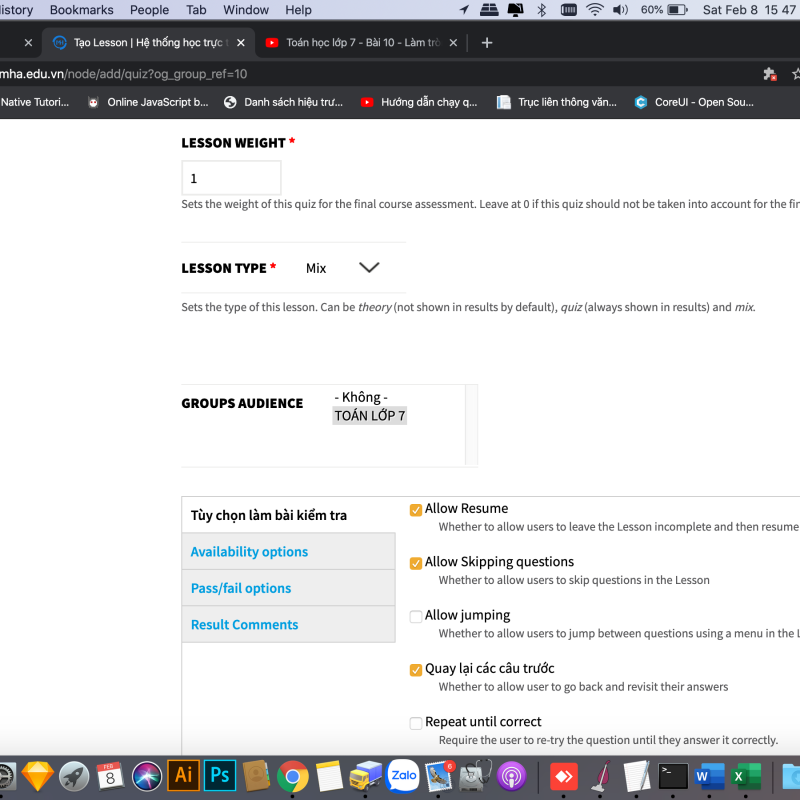 istory Bookmarks People Tab Window Help 60% Sat Feb 8 15 47
Tạo Lesson | Hệ thống học trực t Toán học lớp 7 - Bài 10 - Làm trò
mha.edu.vn/node/add/quiz?og_group_ref=10
Native Tutori... Online JavaScript b... Danh sách hiệu trư... Hướng dẫn chạy q... Trục liên thông văn... CoreUI - Open Sou...
LESSON WEIGHT *
1
Sets the weight of this quiz for the final course assessment. Leave at 0 if this quiz should not be taken into account for the fin
LESSON TYPE * Mix
Sets the type of this lesson. Can be theory (not shown in results by default), quiz (always shown in results) and mix.
GROUPS AUDIENCE
- Không -
TOÁN LỚP 7
Tùy chọn làm bài kiểm tra
Availability options
Pass/fail options
Result Comments
Allow Resume
Whether to allow users to leave the Lesson incomplete and then resume
Allow Skipping questions
Whether to allow users to skip questions in the Lesson
Allow jumping
Whether to allow users to jump between questions using a menu in the L
Quay lại các câu trước
Whether to allow user to go back and revisit their answers
Repeat until correct
Require the user to re-try the question until they answer it correctly.
FEB
8 Ai Ps Zalo 6 W X